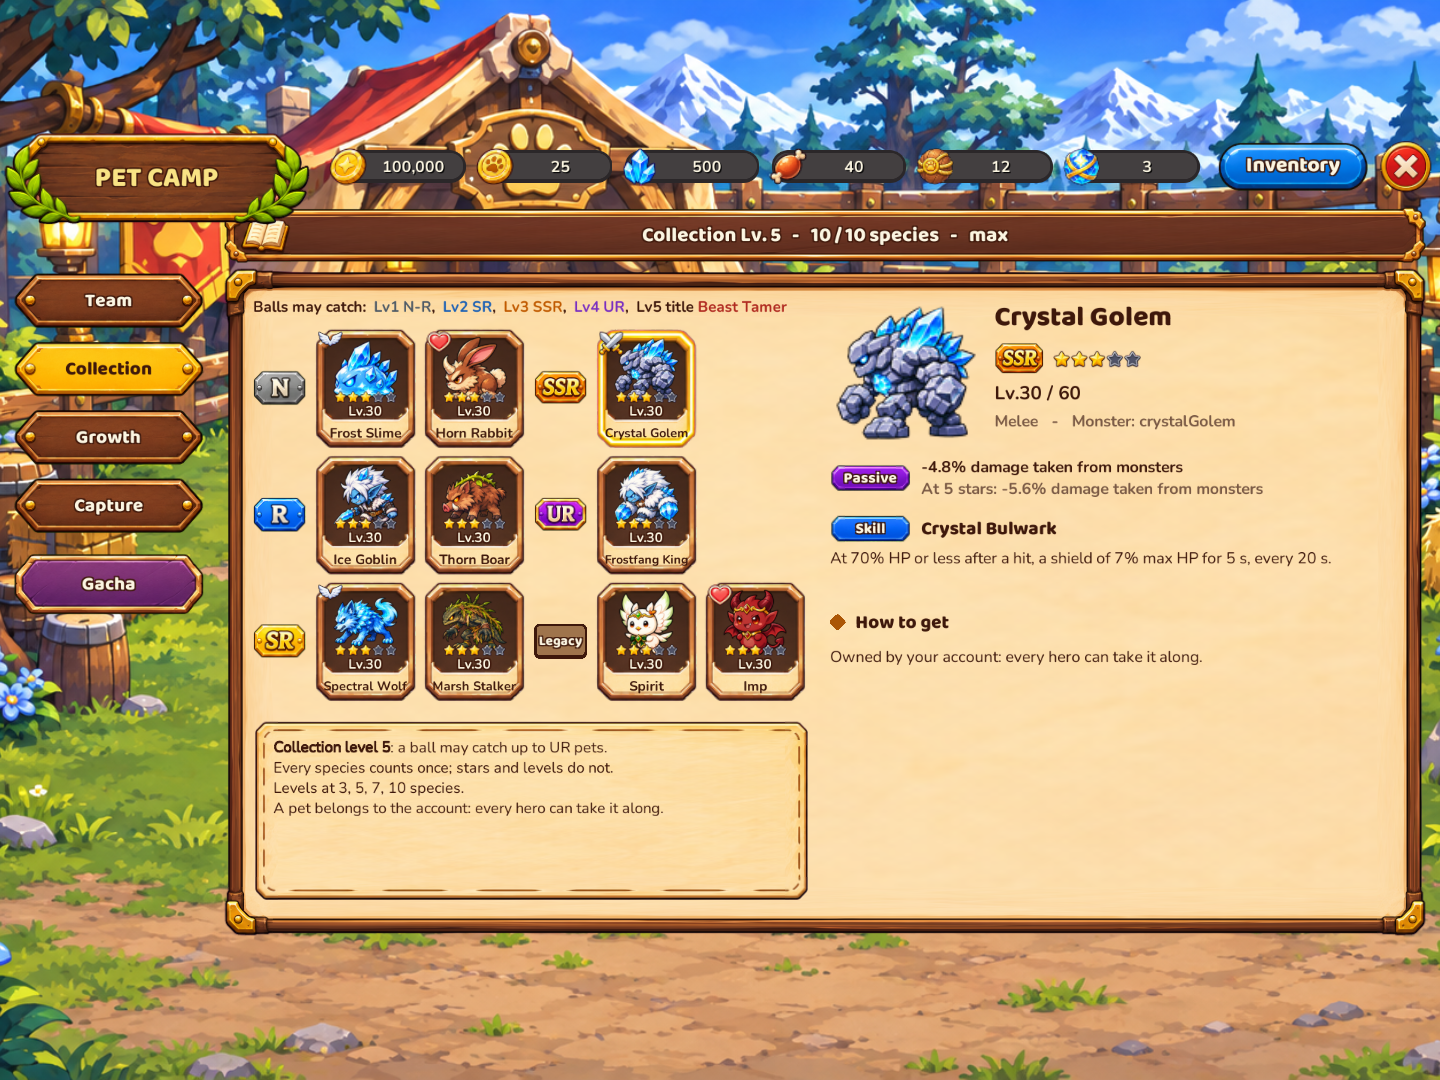 PET CAMP
100,000
25
500
40
12
3
Inventory
Collection Lv. 5 - 10 / 10 species - max
Team
Collection
Growth
Capture
Gacha
Balls may catch: Lv1 N-R, Lv2 SR, Lv3 SSR, Lv4 UR, Lv5 title Beast Tamer
N
Lv.30
Frost Slime
Lv.30
Horn Rabbit
SSR
Lv.30
Crystal Golem
R
Lv.30
Ice Goblin
Lv.30
Thorn Boar
UR
Lv.30
Frostfang King
SR
Lv.30
Spectral Wolf
Lv.30
Marsh Stalker
Legacy
Lv.30
Spirit
Lv.30
Imp
Collection level 5: a ball may catch up to UR pets.
Every species counts once; stars and levels do not.
Levels at 3, 5, 7, 10 species.
A pet belongs to the account: every hero can take it along.
Crystal Golem
SSR
Lv.30 / 60
Melee - Monster: crystalGolem
Passive
-4.8% damage taken from monsters
At 5 stars: -5.6% damage taken from monsters
Skill
Crystal Bulwark
At 70% HP or less after a hit, a shield of 7% max HP for 5 s, every 20 s.
How to get
Owned by your account: every hero can take it along.